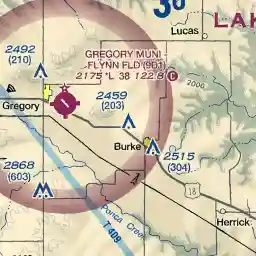 36
Lucas
LAK
2492
(210)
GREGORY MUNI -
FLYNN FLD (9D1)
2175 *L 38 122.8 C
2000
Gregory
2459
(203)
Burke
2515
(304)
2868
(603)
18
Ponca Creek
T 409
Herrick